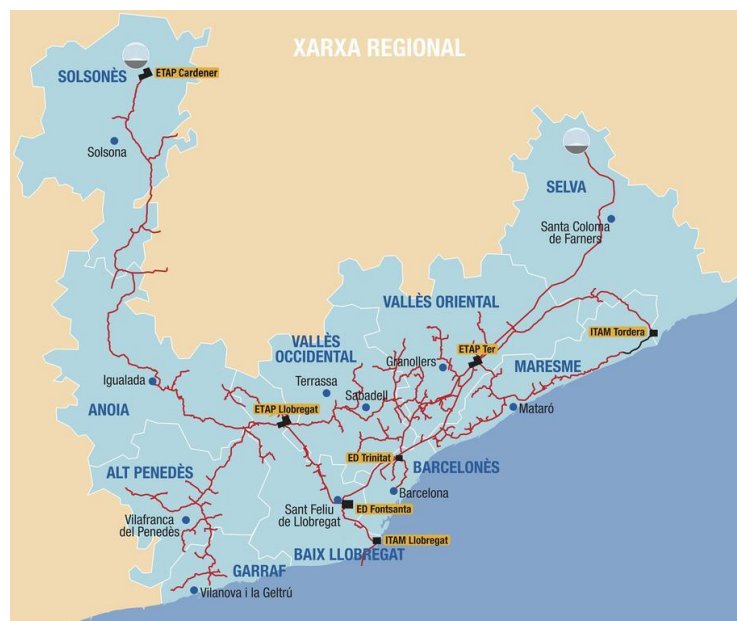 XARXA REGIONAL
SOLSONÈS
ETAP Cardener
Solsona
SELVA
Santa Coloma
de Farners
VALLÈS ORIENTAL
ITAM Tordera
VALLÈS
OCCIDENTAL
ETAP Ter
Granollers
MARESME
Igualada
Terrassa
Sabadell
ANOIA
ETAP Llobregat
Mataró
ED Trinitat
BARCELONÈS
ALT PENEDÈS
Barcelona
Sant Feliu
de Llobregat
ED Fontsanta
Vilafranca
del Penedès
ITAM Llobregat
BAIX LLOBREGAT
GARRAF
Vilanova i la Geltrú